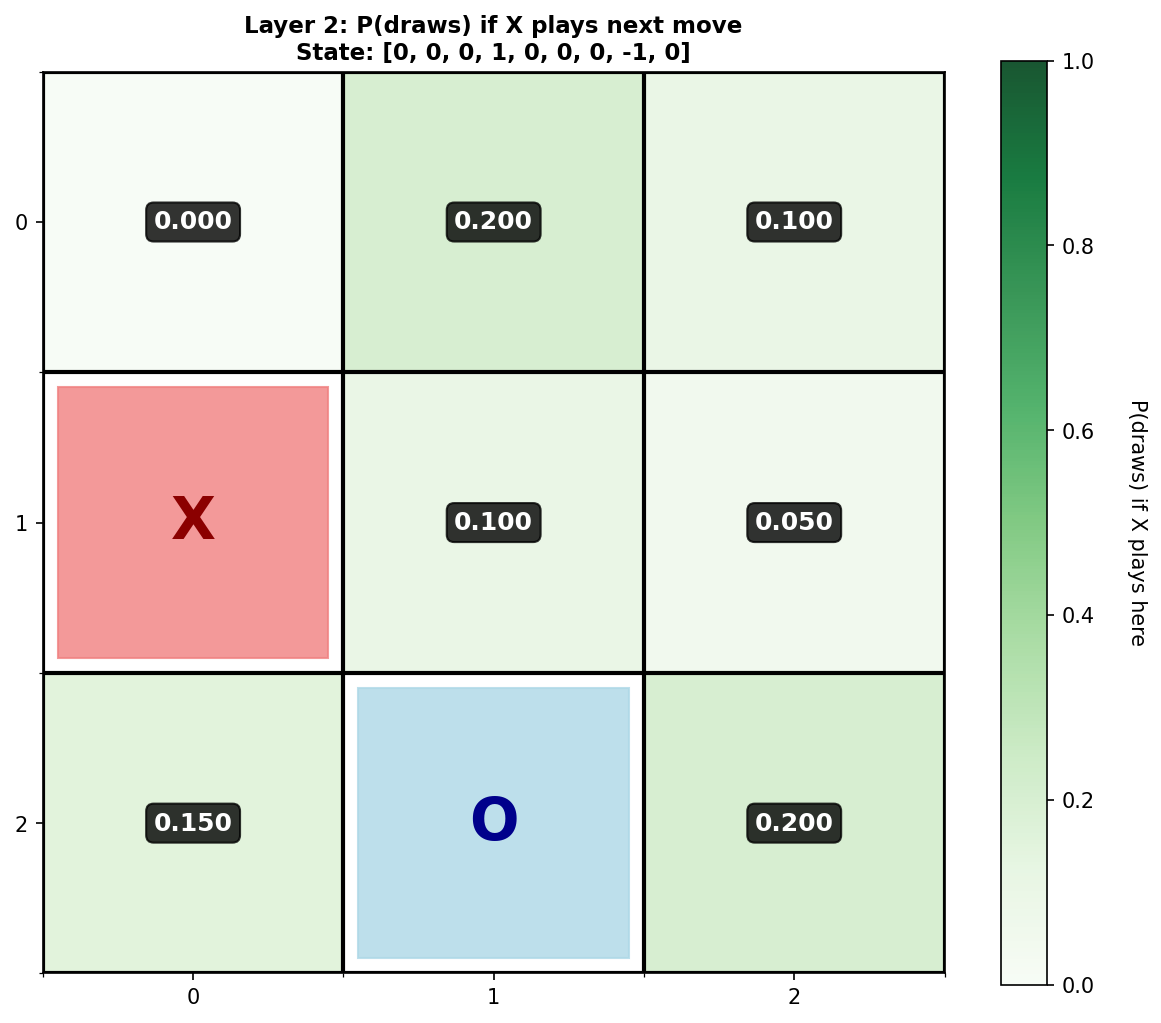 Layer 2: P(draws) if X plays next move
State: [0, 0, 0, 1, 0, 0, 0, -1, 0]
0 0.000 0.200 0.100
1 X 0.100 0.050
2 0.150 O 0.200
0 1 2
1.0
0.8
0.6
0.4
0.2
0.0
P(draws) if X plays here